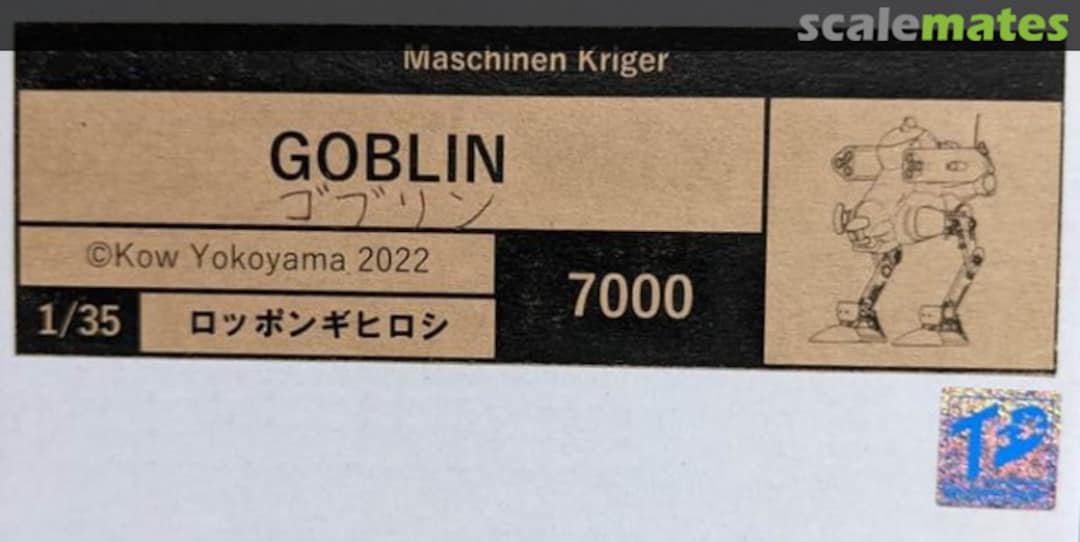 scalemates
Maschinen Kriger
GOBLIN
ゴブリン
©Kow Yokoyama 2022
7000
1/35
ロッポンギヒロシ